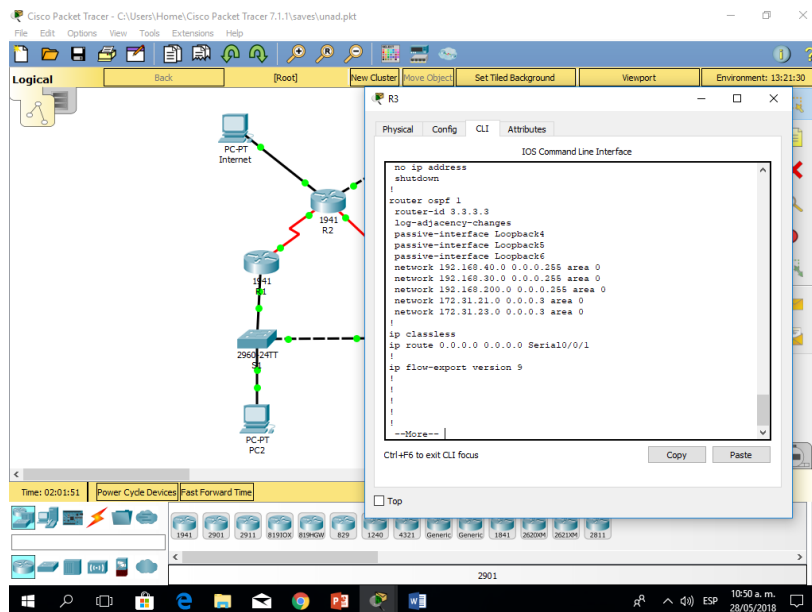 Cisco Packet Tracer - C:\Users\Home\Cisco Packet Tracer 7.1.1\saves\unad.pkt
File Edit Options View Tools Extensions Help
Logical
Back
[Root]
New Cluster
Move Object
Set Tiled Background
Viewport
Environment: 13:21:30
PC-PT
Internet
1941
R2
1941
2960-24TT
S1
PC-PT
PC2
R3
Physical Config CLI Attributes
IOS Command Line Interface
no ip address
shutdown
!
router ospf 1
router-id 3.3.3.3
log-adjacency-changes
passive-interface Loopback4
passive-interface Loopback5
passive-interface Loopback6
network 192.168.40.0 0.0.0.255 area 0
network 192.168.30.0 0.0.0.255 area 0
network 192.168.200.0 0.0.0.255 area 0
network 172.31.21.0 0.0.0.3 area 0
network 172.31.23.0 0.0.0.3 area 0
!
ip classless
ip route 0.0.0.0 0.0.0.0 Serial0/0/1
!
ip flow-export version 9
!
!
!
!
!
--More--
Ctrl+F6 to exit CLI focus
Copy
Paste
Top
Time: 02:01:51
Power Cycle Devices
Fast Forward Time
1941 2901 2911 819IOX 819HGW 829 1240 4321 Generic Generic 1841 2620XM 2621XM 2811
2901
ESP
10:50 a. m.
28/05/2018